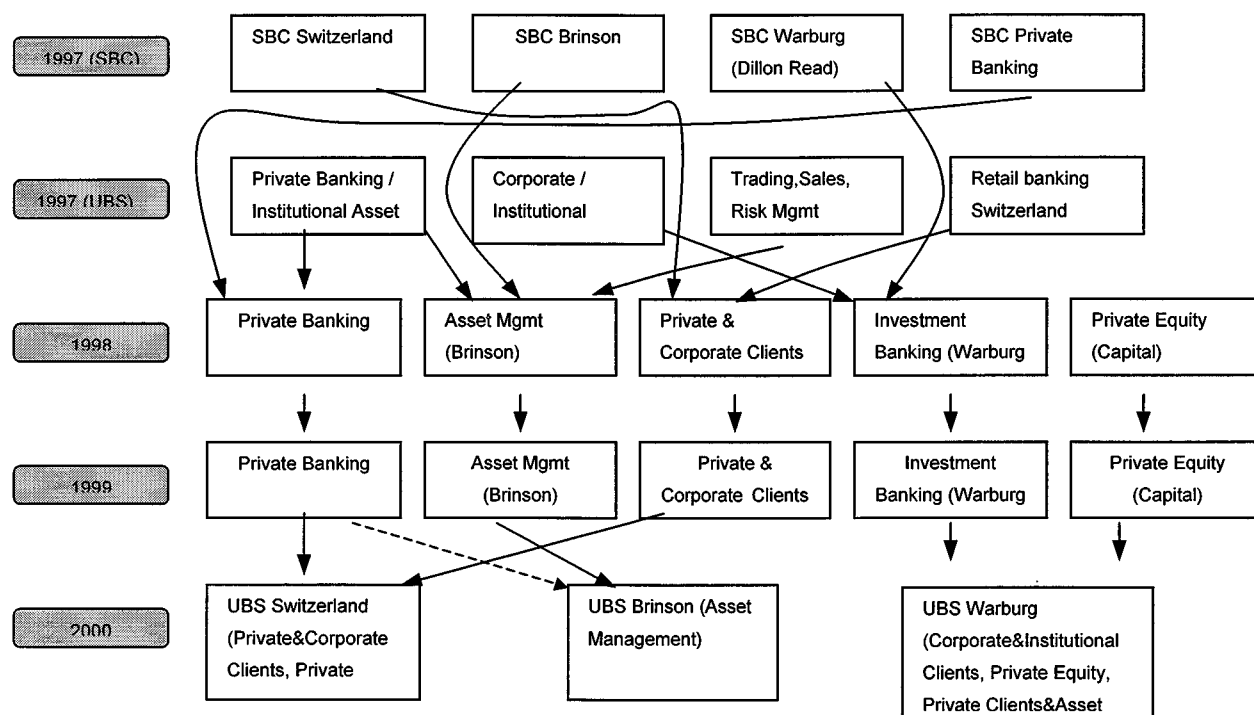 1997 (SBC)
SBC Switzerland
SBC Brinson
SBC Warburg
(Dillon Read)
SBC Private
Banking
1997 (UBS)
Private Banking /
Institutional Asset
Corporate /
Institutional
Trading,Sales,
Risk Mgmt
Retail banking
Switzerland
1998
Private Banking
Asset Mgmt
(Brinson)
Private &
Corporate Clients
Investment
Banking (Warburg
Private Equity
(Capital)
1999
Private Banking
Asset Mgmt
(Brinson)
Private &
Corporate Clients
Investment
Banking (Warburg
Private Equity
(Capital)
2000
UBS Switzerland
(Private&Corporate
Clients, Private
UBS Brinson (Asset
Management)
UBS Warburg
(Corporate&Institutional
Clients, Private Equity,
Private Clients&Asset